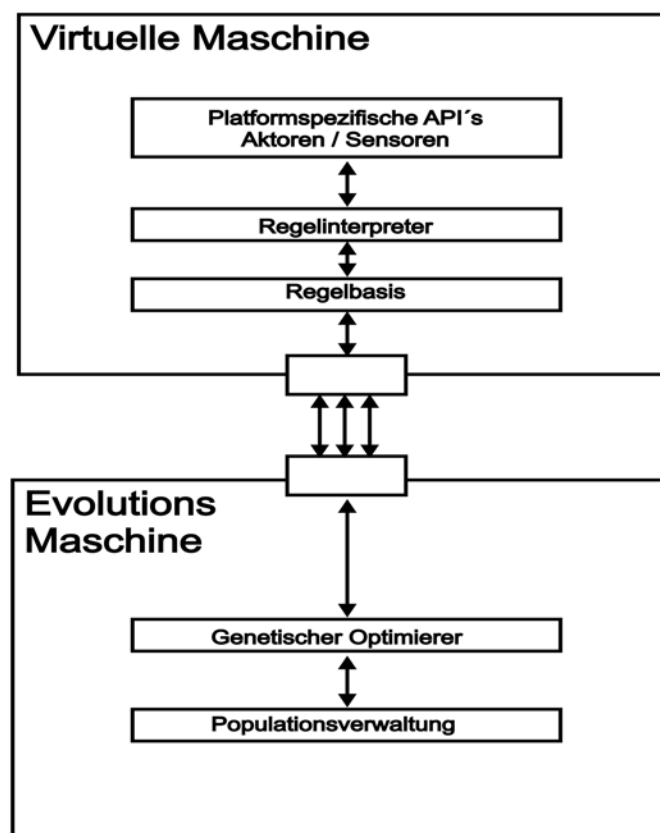 Virtuelle Maschine
Platformspezifische API´s
Aktoren / Sensoren
Regelinterpreter
Regelbasis
Evolutions
Maschine
Genetischer Optimierer
Populationsverwaltung